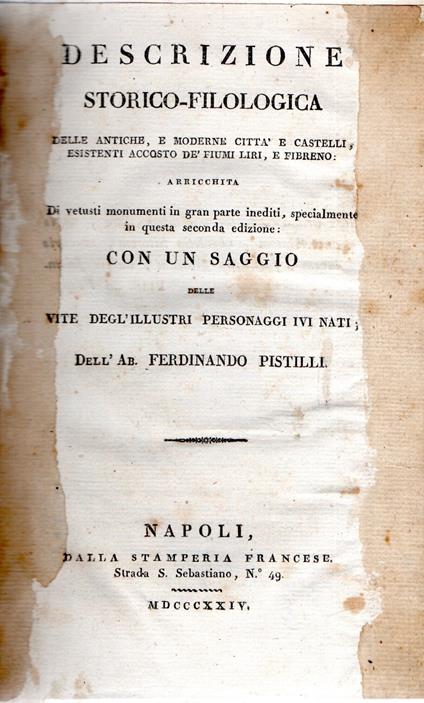 DESCRIZIONE
STORICO-FILOLOGICA
DELLE ANTICHE, E MODERNE CITTA' E CASTELLI,
ESISTENTI ACCOSTO DE' FIUMI LIRI, E FIBRENO:
ARRICCHITA
Di vetusti monumenti in gran parte inediti, specialmente
in questa seconda edizione:
CON UN SAGGIO
DELLE
VITE DEGL'ILLUSTRI PERSONAGGI IVI NATI;
DELL' AB. FERDINANDO PISTILLI.
NAPOLI,
DALLA STAMPERIA FRANCESE.
Strada S. Sebastiano, N.° 49.
MDCCCXXIV.